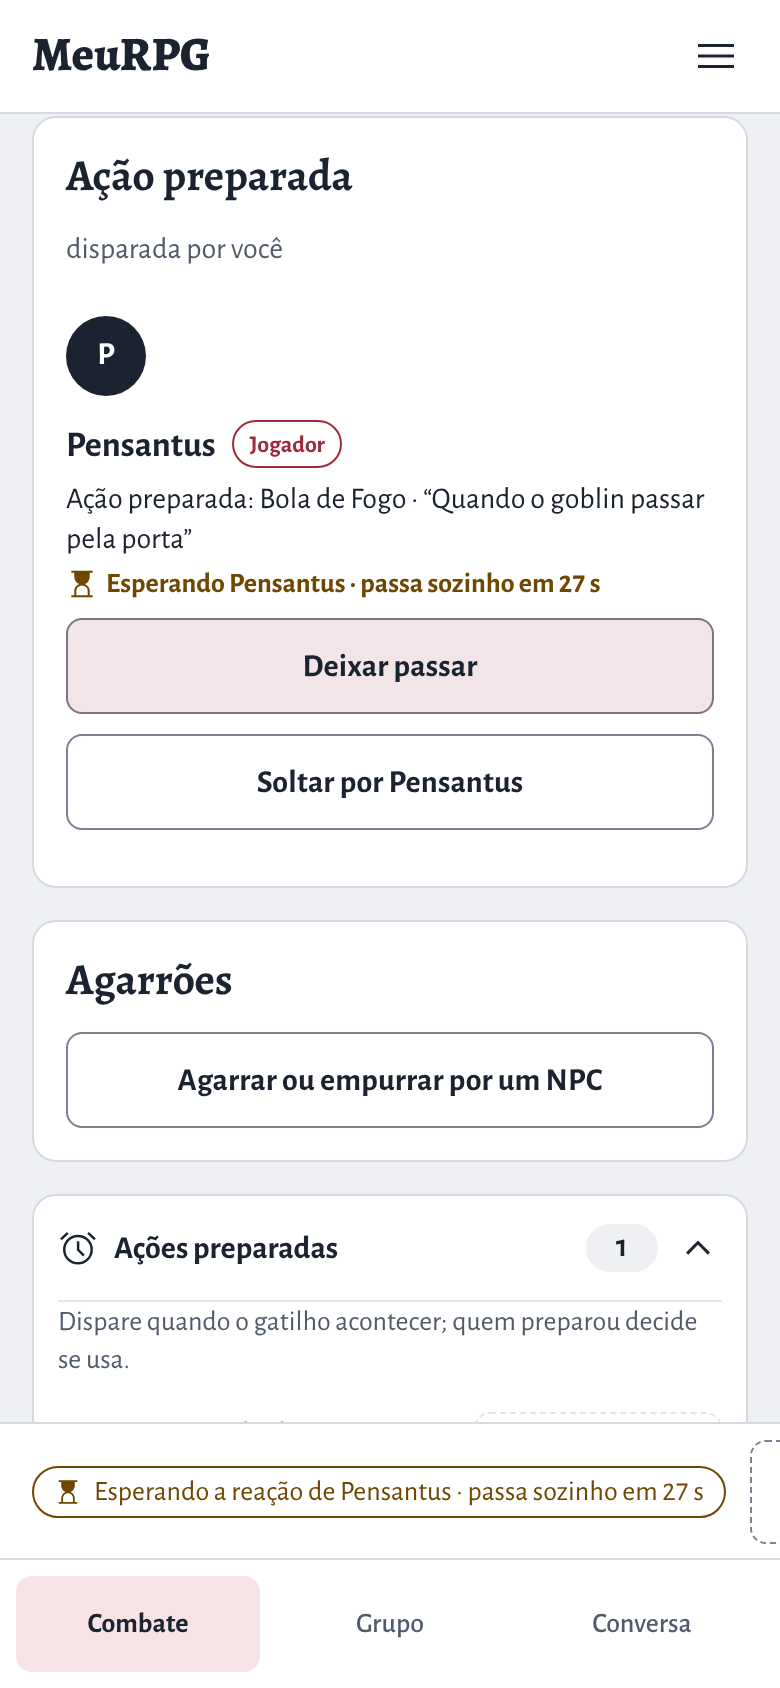 MeuRPG
Ação preparada
disparada por você
P
Pensantus
Jogador
Ação preparada: Bola de Fogo · “Quando o goblin passar
pela porta”
Esperando Pensantus · passa sozinho em 27 s
Deixar passar
Soltar por Pensantus
Agarrões
Agarrar ou empurrar por um NPC
Ações preparadas
1
Dispare quando o gatilho acontecer; quem preparou decide
se usa.
Esperando a reação de Pensantus · passa sozinho em 27 s
Combate
Grupo
Conversa